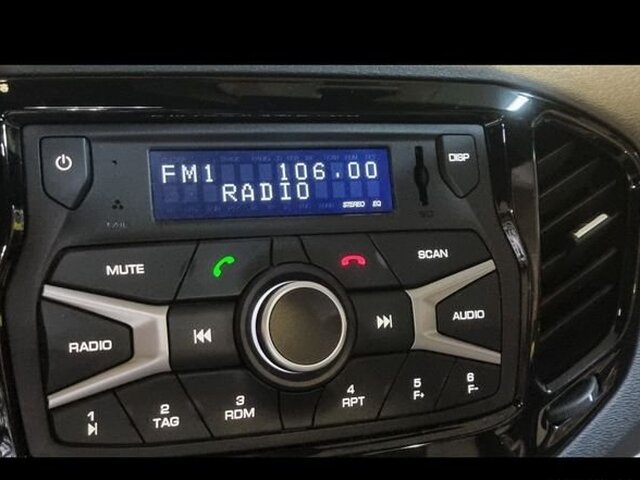 FM1 106.00
RADIO
STEREO EQ
DISP
MUTE
SCAN
RADIO
AUDIO
1
2 TAG
3 RDM
4 RPT
5 F+
6 F-